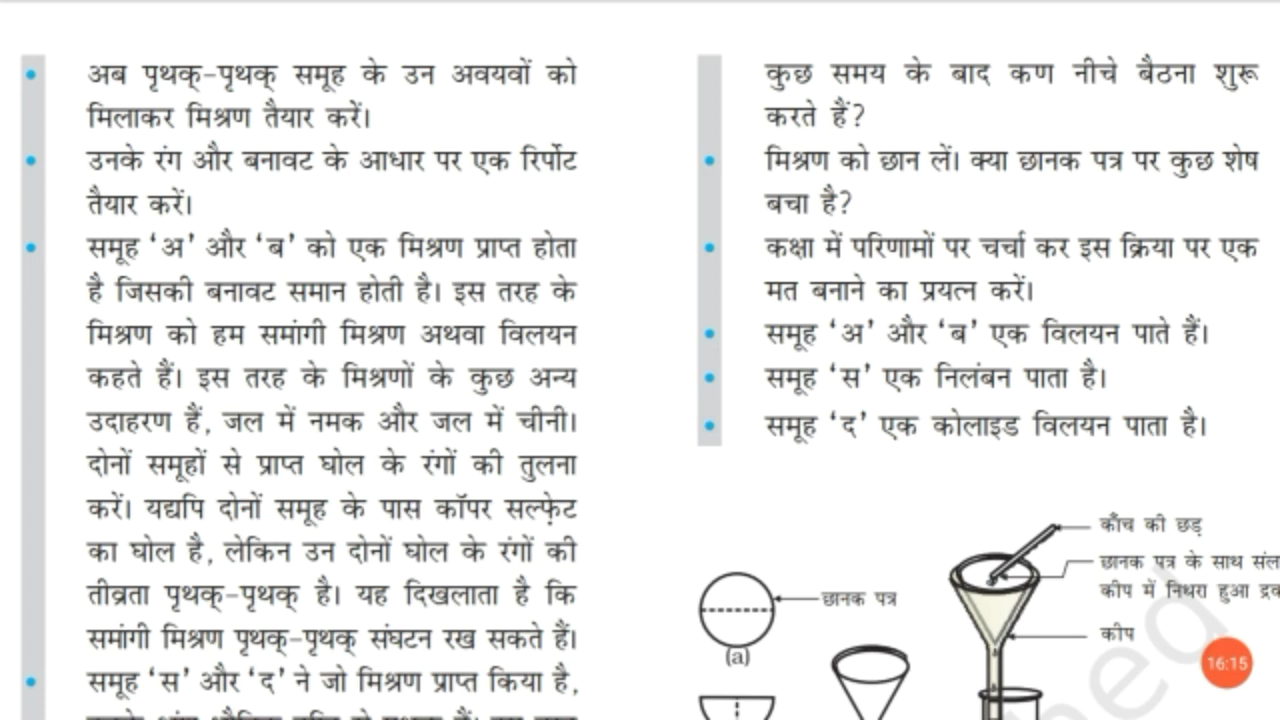 अब पृथक्-पृथक् समूह के उन अवयवों को
मिलाकर मिश्रण तैयार करें।
उनके रंग और बनावट के आधार पर एक रिर्पोट
तैयार करें।
समूह ‘अ’ और ‘ब’ को एक मिश्रण प्राप्त होता
है जिसकी बनावट समान होती है। इस तरह के
मिश्रण को हम समांगी मिश्रण अथवा विलयन
कहते हैं। इस तरह के मिश्रणों के कुछ अन्य
उदाहरण हैं, जल में नमक और जल में चीनी।
दोनों समूहों से प्राप्त घोल के रंगों की तुलना
करें। यद्यपि दोनों समूह के पास कॉपर सल्फ़ेट
का घोल है, लेकिन उन दोनों घोल के रंगों की
तीव्रता पृथक्-पृथक् है। यह दिखलाता है कि
समांगी मिश्रण पृथक्-पृथक् संघटन रख सकते हैं।
समूह ‘स’ और ‘द’ ने जो मिश्रण प्राप्त किया है,
कुछ समय के बाद कण नीचे बैठना शुरू
करते हैं?
मिश्रण को छान लें। क्या छानक पत्र पर कुछ शेष
बचा है?
कक्षा में परिणामों पर चर्चा कर इस क्रिया पर एक
मत बनाने का प्रयत्न करें।
समूह ‘अ’ और ‘ब’ एक विलयन पाते हैं।
समूह ‘स’ एक निलंबन पाता है।
समूह ‘द’ एक कोलाइड विलयन पाता है।
काँच की छड़
छानक पत्र के साथ
कीप में निथरा हुआ
छानक पत्र
कीप
(a)
16:15